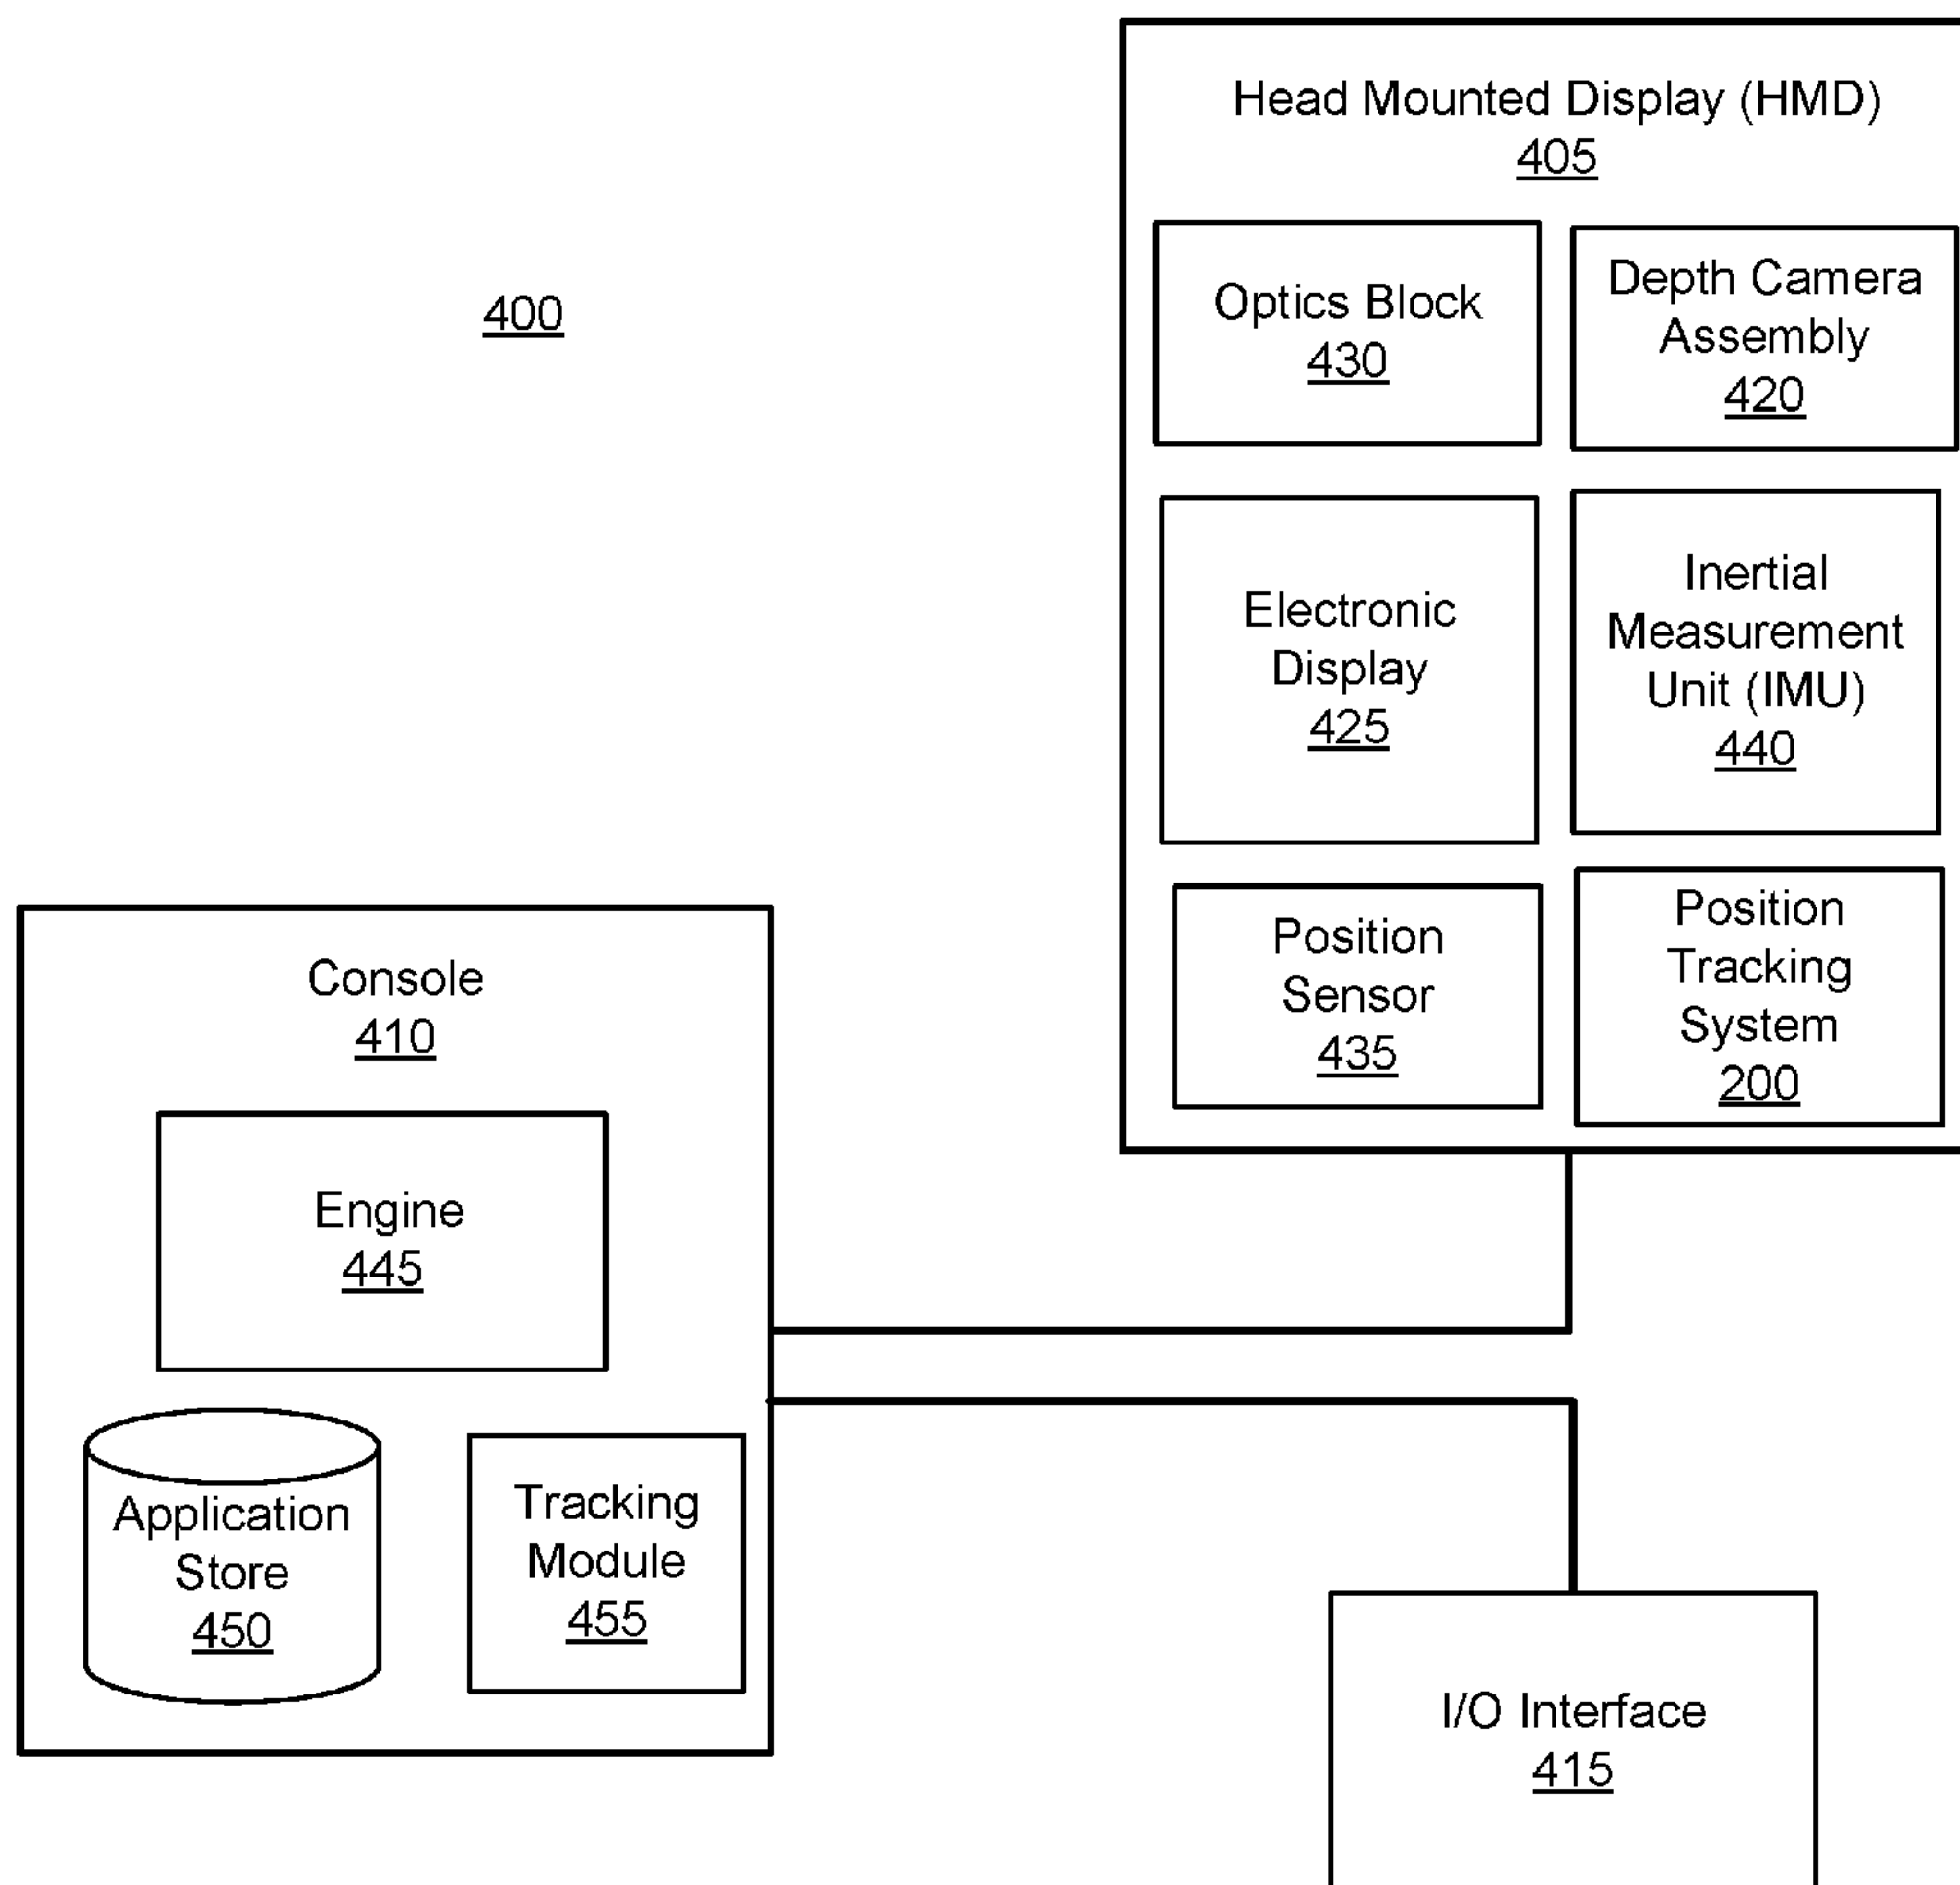 400
Head Mounted Display (HMD)
405
Optics Block
430
Depth Camera
Assembly
420
Electronic
Display
425
Inertial
Measurement
Unit (IMU)
440
Position
Sensor
435
Position
Tracking
System
200
Console
410
Engine
445
Application
Store
450
Tracking
Module
455
I/O Interface
415